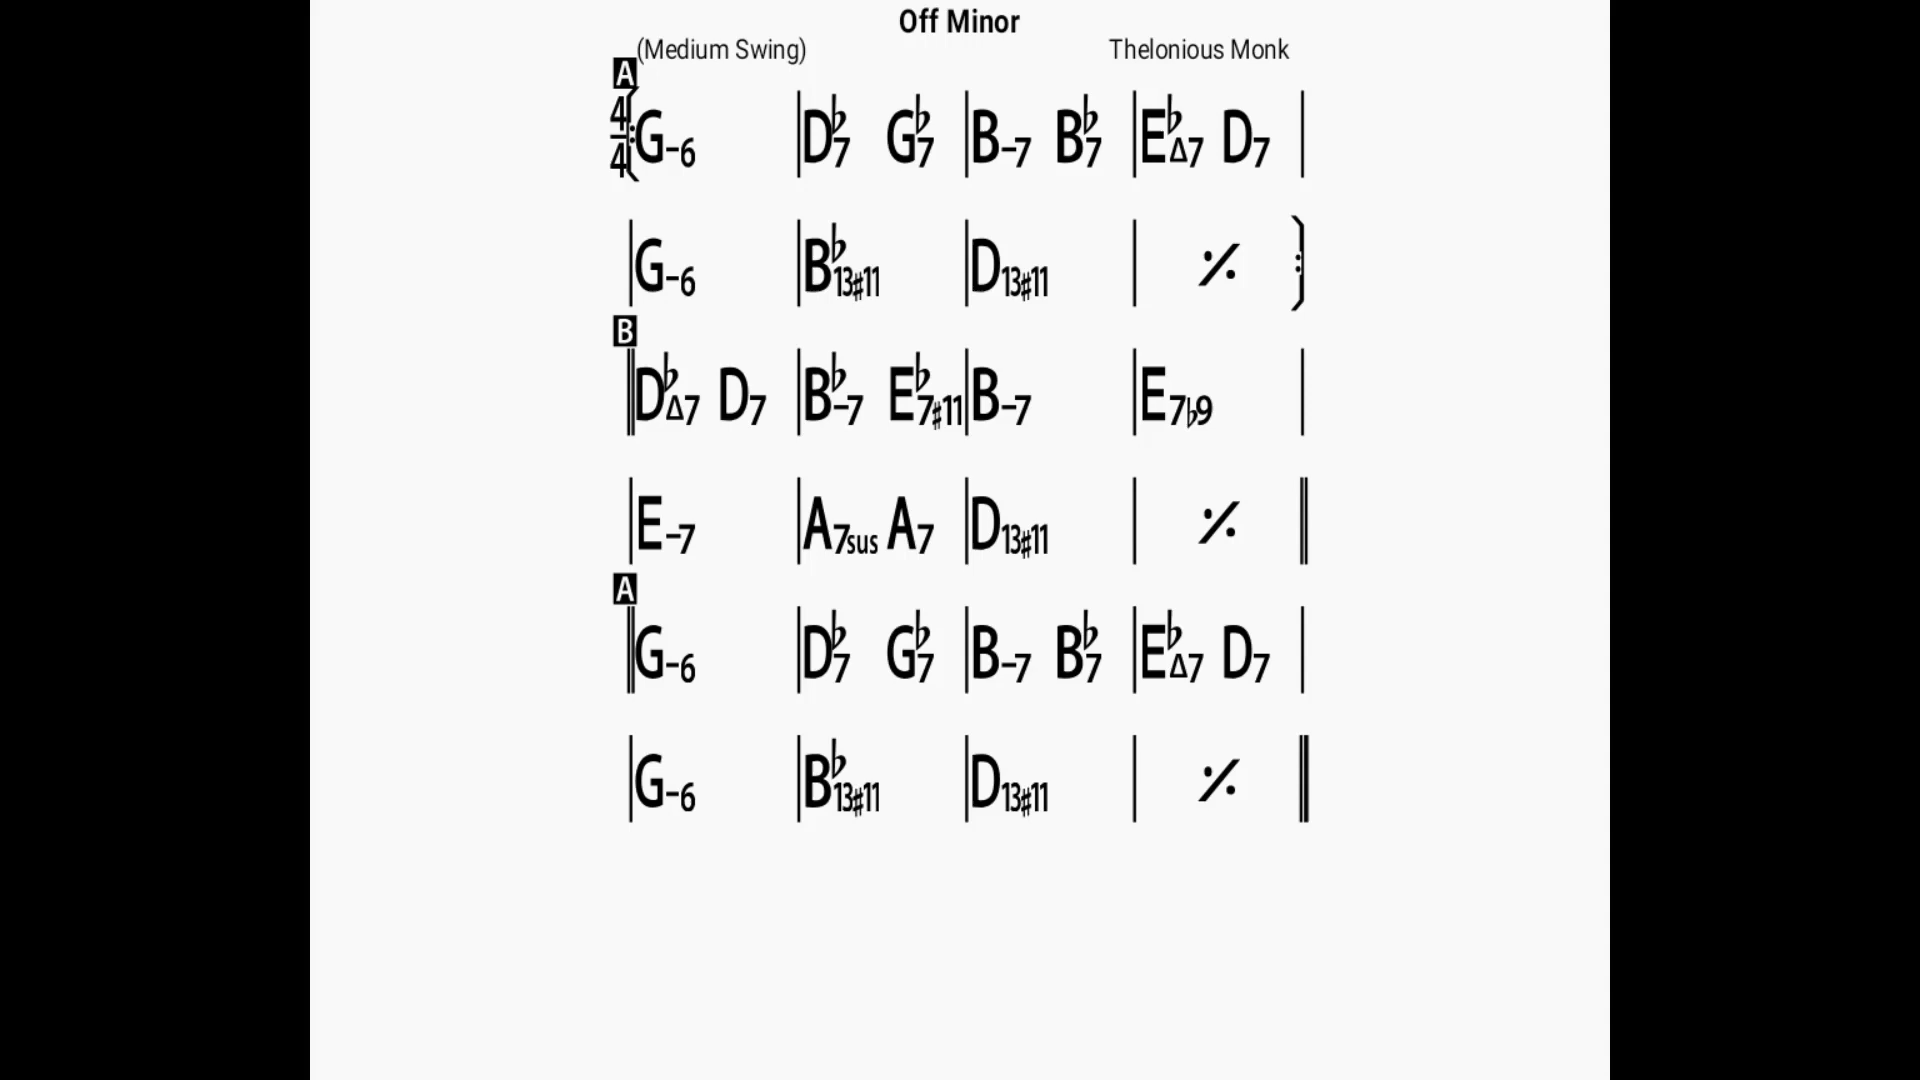 Off Minor
(Medium Swing) Thelonious Monk
A
4/4 G-6 | D♭7 G♭7 | B-7 B♭7 | E♭Δ7 D7 |
| G-6 | B♭13♯11 | D13♯11 | 𝄎 :|
B
|| D♭Δ7 D7 | B♭-7 E♭7♯11 | B-7 | E7♭9 |
| E-7 | A7sus A7 | D13♯11 | 𝄎 ||
A
|| G-6 | D♭7 G♭7 | B-7 B♭7 | E♭Δ7 D7 |
| G-6 | B♭13♯11 | D13♯11 | 𝄎 ||